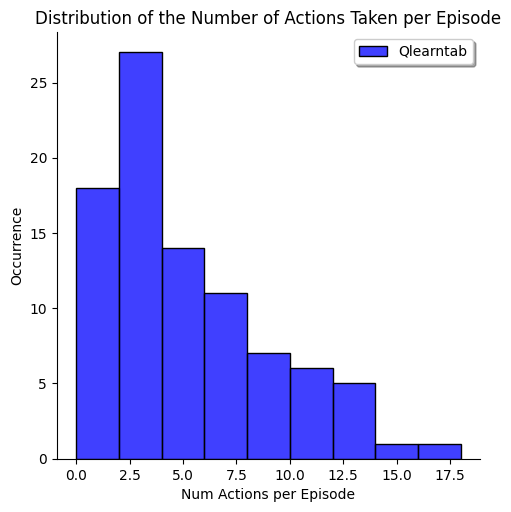 Distribution of the Number of Actions Taken per Episode
Qlearntab
25
20
15
10
5
0
Occurrence
0.0 2.5 5.0 7.5 10.0 12.5 15.0 17.5
Num Actions per Episode